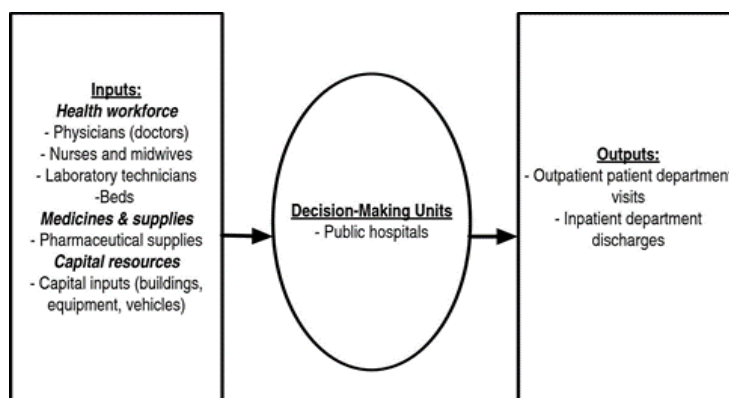 Inputs:
Health workforce
- Physicians (doctors)
- Nurses and midwives
- Laboratory technicians
-Beds
Medicines & supplies
- Pharmaceutical supplies
Capital resources
- Capital inputs (buildings,
equipment, vehicles)
Decision-Making Units
- Public hospitals
Outputs:
- Outpatient patient department
visits
- Inpatient department
discharges